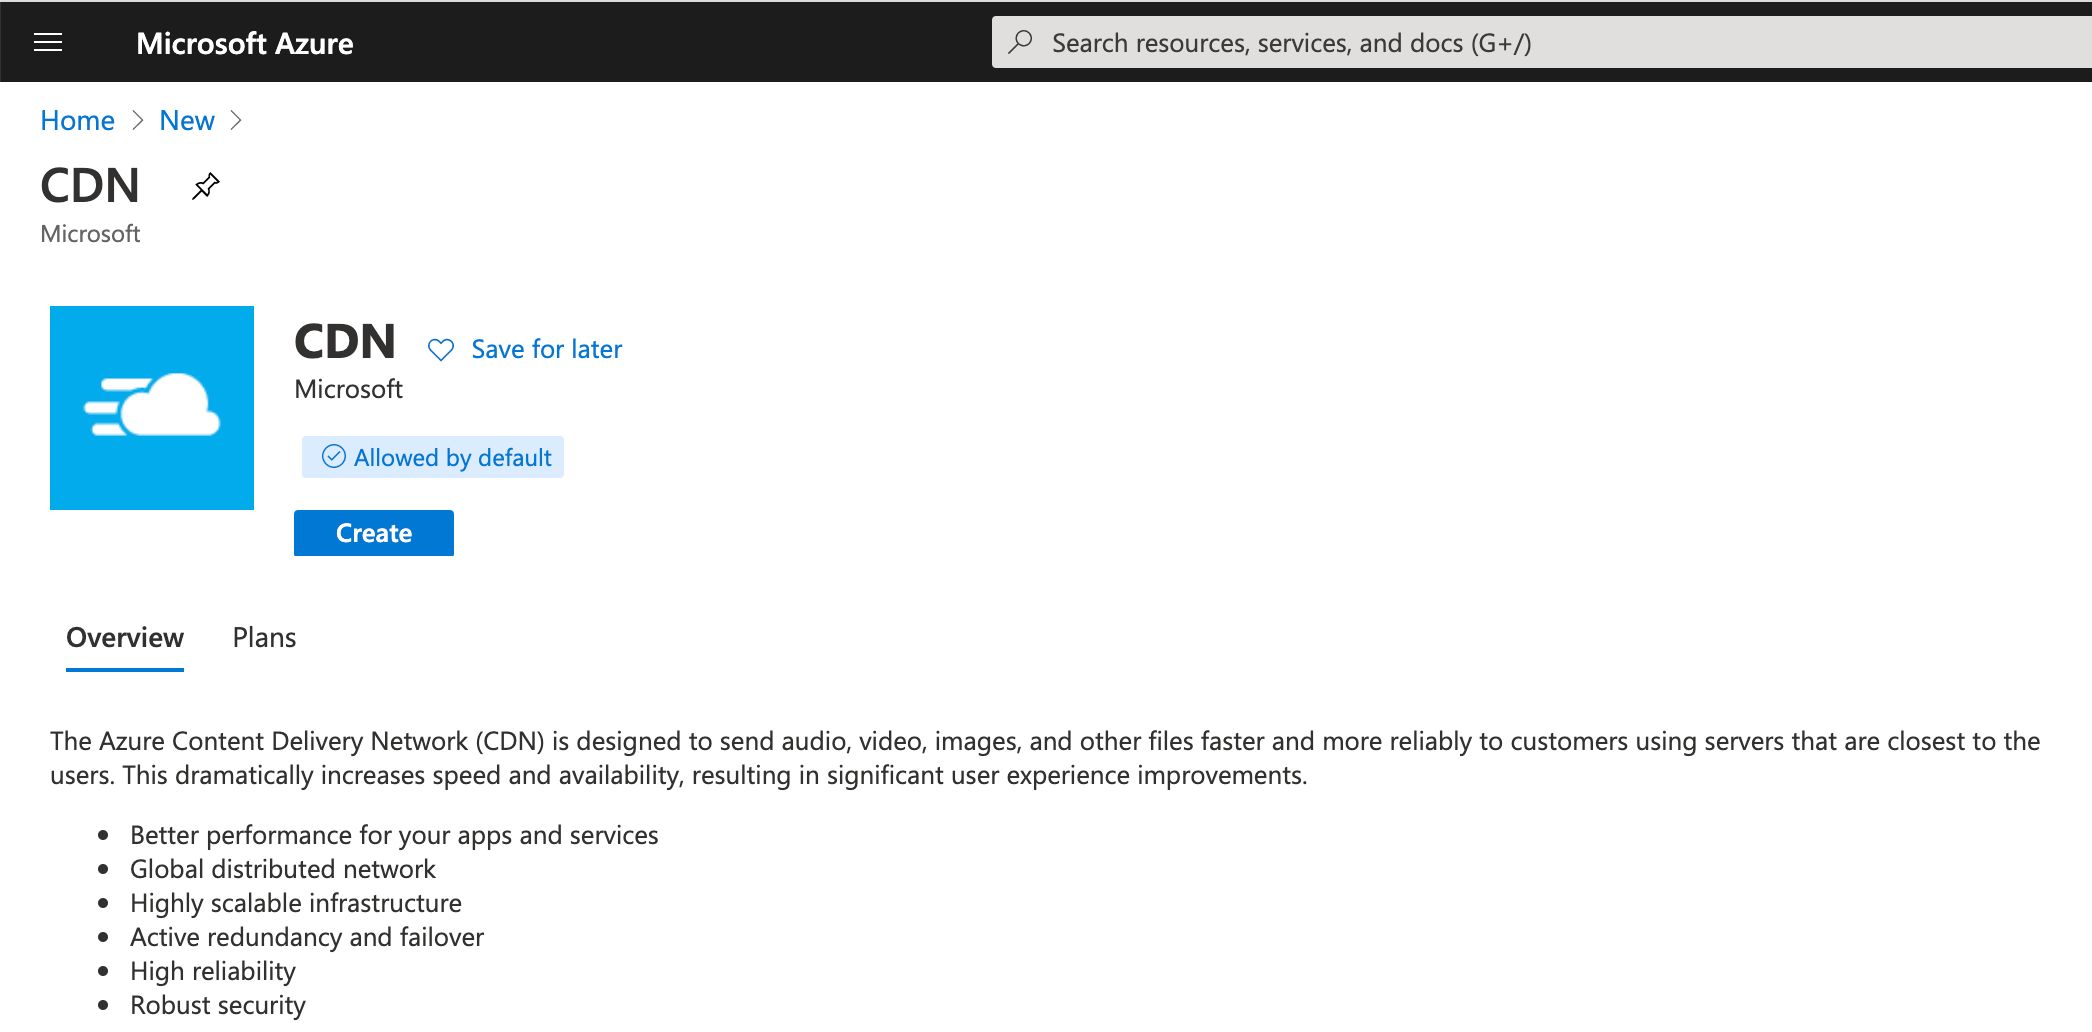 Microsoft Azure
Search resources, services, and docs (G+/)
Home > New >
CDN
Microsoft
CDN
Save for later
Microsoft
Allowed by default
Create
Overview
Plans
The Azure Content Delivery Network (CDN) is designed to send audio, video, images, and other files faster and more reliably to customers using servers that are closest to the
users. This dramatically increases speed and availability, resulting in significant user experience improvements.
• Better performance for your apps and services
• Global distributed network
• Highly scalable infrastructure
• Active redundancy and failover
• High reliability
• Robust security